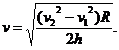 v = √((v₂² − v₁²)R / 2h).